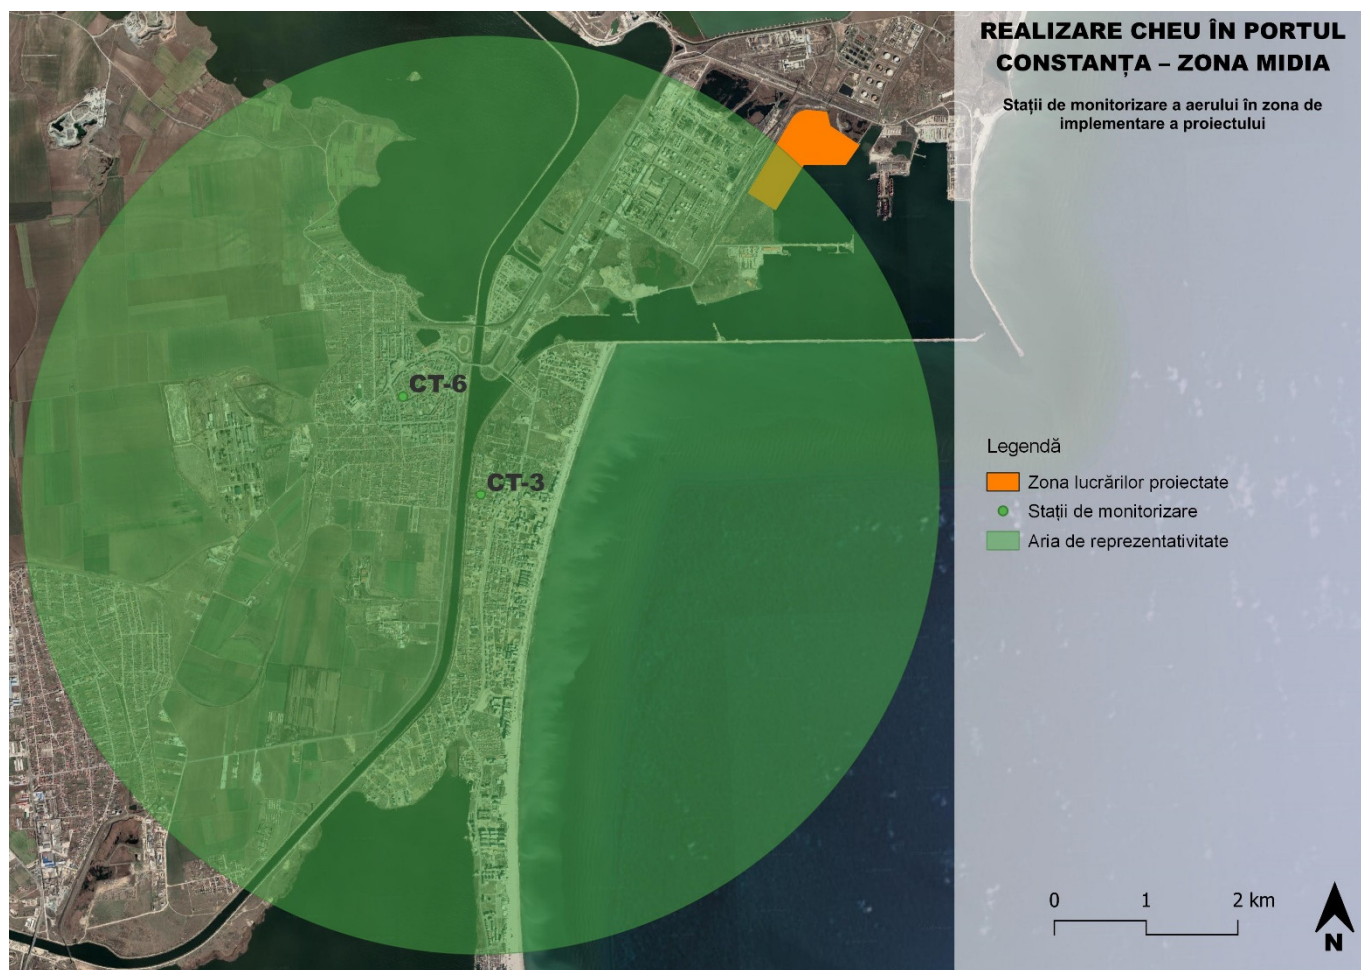 REALIZARE CHEU ÎN PORTUL
CONSTANȚA – ZONA MIDIA
Stații de monitorizare a aerului în zona de
implementare a proiectului
CT-6
CT-3
Legendă
Zona lucrărilor proiectate
Stații de monitorizare
Aria de reprezentativitate
0 1 2 km
N